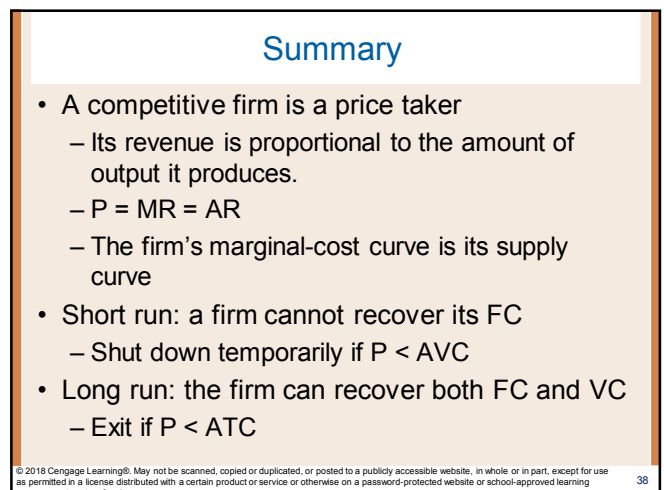 Summary
• A competitive firm is a price taker
– Its revenue is proportional to the amount of
output it produces.
– P = MR = AR
– The firm's marginal-cost curve is its supply
curve
• Short run: a firm cannot recover its FC
– Shut down temporarily if P < AVC
• Long run: the firm can recover both FC and VC
– Exit if P < ATC
© 2018 Cengage Learning®. May not be scanned, copied or duplicated, or posted to a publicly accessible website, in whole or in part, except for use
as permitted in a license distributed with a certain product or service or otherwise on a password-protected website or school-approved learning
38